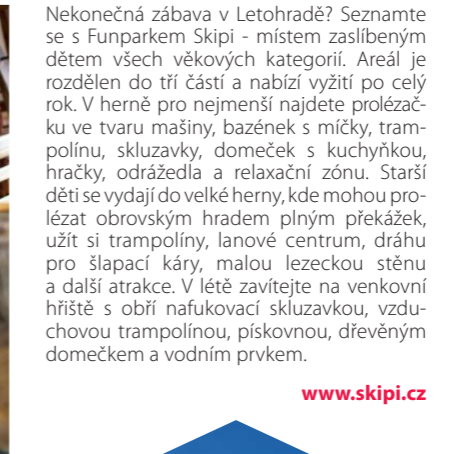 Nekonečná zábava v Letohradě? Seznamte
se s Funparkem Skipi - místem zaslíbeným
dětem všech věkových kategorií. Areál je
rozdělen do tří částí a nabízí vyžití po celý
rok. V herně pro nejmenší najdete prolézač-
ku ve tvaru mašiny, bazének s míčky, tram-
polínu, skluzavky, domeček s kuchyňkou,
hračky, odrážedla a relaxační zónu. Starší
děti se vydají do velké herny, kde mohou pro-
lézat obrovským hradem plným překážek,
užít si trampolíny, lanové centrum, dráhu
pro šlapací káry, malou lezeckou stěnu
a další atrakce. V létě zavítejte na venkovní
hřiště s obří nafukovací skluzavkou, vzdu-
chovou trampolínou, pískovnou, dřevěným
domečkem a vodním prvkem.
www.skipi.cz